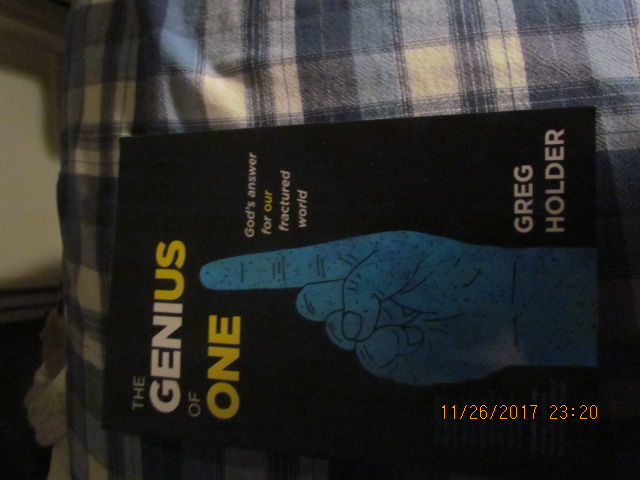 THE
GENIUS
OF
ONE
God's answer
for our
fractured
world
GREG
HOLDER
11/26/2017 23:20